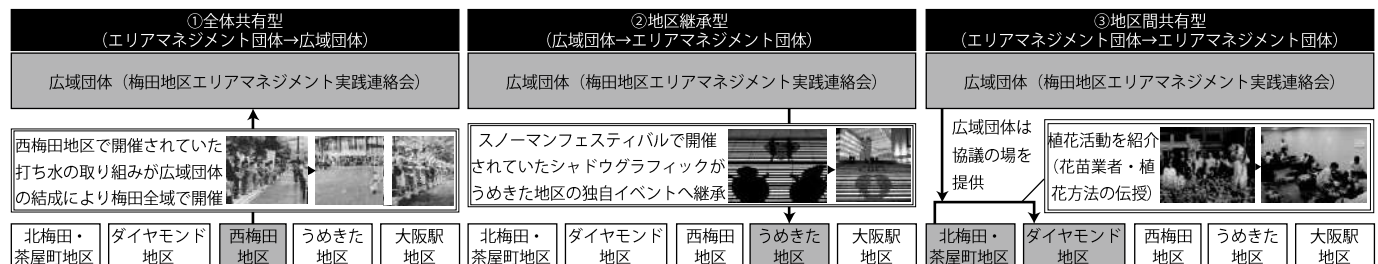 ①全体共有型
（エリアマネジメント団体→広域団体）
広域団体（梅田地区エリアマネジメント実践連絡会）
西梅田地区で開催されていた
打ち水の取り組みが広域団体
の結成により梅田全域で開催
北梅田・
茶屋町地区
ダイヤモンド
地区
西梅田
地区
うめきた
地区
大阪駅
地区
②地区継承型
（広域団体→エリアマネジメント団体）
広域団体（梅田地区エリアマネジメント実践連絡会）
スノーマンフェスティバルで開催
されていたシャドウグラフィックが
うめきた地区の独自イベントへ継承
北梅田・
茶屋町地区
ダイヤモンド
地区
西梅田
地区
うめきた
地区
大阪駅
地区
③地区間共有型
（エリアマネジメント団体→エリアマネジメント団体）
広域団体（梅田地区エリアマネジメント実践連絡会）
広域団体は
協議の場を
提供
植花活動を紹介
（花苗業者・植
花方法の伝授）
北梅田・
茶屋町地区
ダイヤモンド
地区
西梅田
地区
うめきた
地区
大阪駅
地区